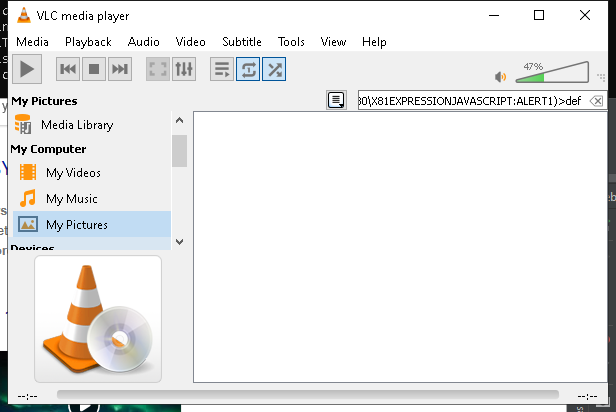 VLC media player
Media Playback Audio Video Subtitle Tools View Help
47%
My Pictures
Media Library
My Computer
My Videos
My Music
My Pictures
Devices
\X81EXPRESSIONJAVASCRIPT:ALERT1)>def
--:-- --:--